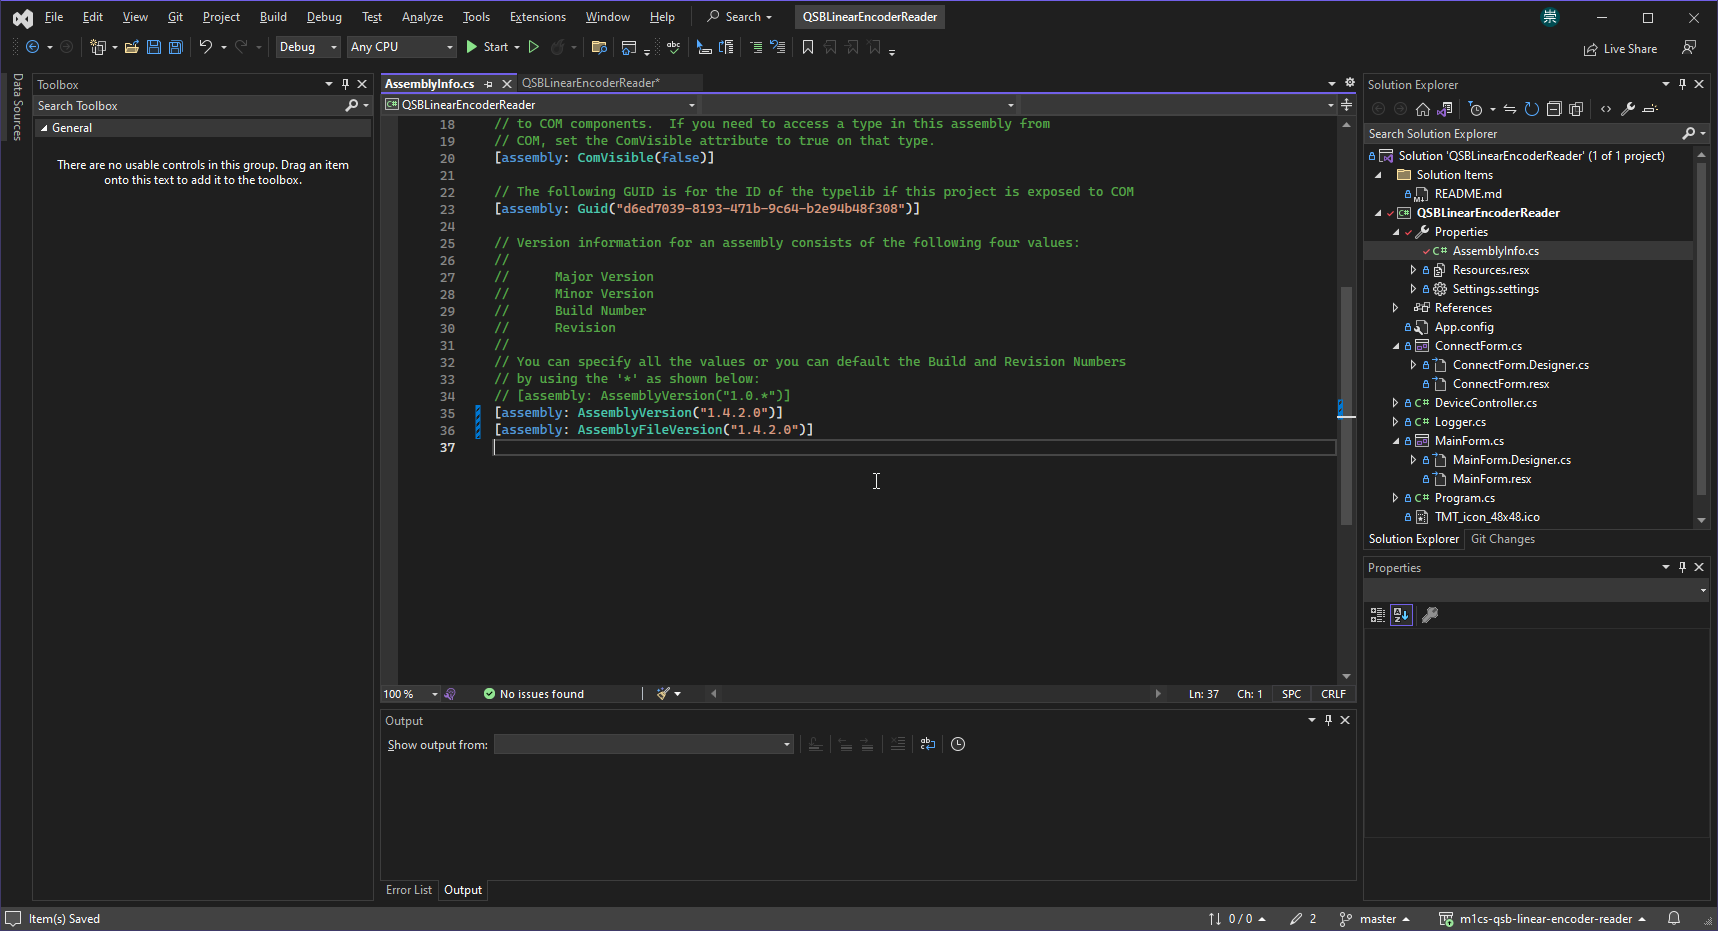 File Edit View Git Project Build Debug Test Analyze Tools Extensions Window Help Search QSBLinearEncoderReader 崇
Debug Any CPU Start Live Share
Data Sources
Toolbox
Search Toolbox
General
There are no usable controls in this group. Drag an item
onto this text to add it to the toolbox.
AssemblyInfo.cs QSBLinearEncoderReader*
C# QSBLinearEncoderReader
18 // to COM components.  If you need to access a type in this assembly from
19 // COM, set the ComVisible attribute to true on that type.
20 [assembly: ComVisible(false)]
21
22 // The following GUID is for the ID of the typelib if this project is exposed to COM
23 [assembly: Guid("d6ed7039-8193-471b-9c64-b2e94b48f308")]
24
25 // Version information for an assembly consists of the following four values:
26 //
27 //      Major Version
28 //      Minor Version
29 //      Build Number
30 //      Revision
31 //
32 // You can specify all the values or you can default the Build and Revision Numbers
33 // by using the '*' as shown below:
34 // [assembly: AssemblyVersion("1.0.*")]
35 [assembly: AssemblyVersion("1.4.2.0")]
36 [assembly: AssemblyFileVersion("1.4.2.0")]
37
100 % No issues found Ln: 37 Ch: 1 SPC CRLF
Output
Show output from:
Error List Output
Solution Explorer
Search Solution Explorer
Solution 'QSBLinearEncoderReader' (1 of 1 project)
Solution Items
README.md
C# QSBLinearEncoderReader
Properties
C# AssemblyInfo.cs
Resources.resx
Settings.settings
References
App.config
ConnectForm.cs
ConnectForm.Designer.cs
ConnectForm.resx
C# DeviceController.cs
C# Logger.cs
MainForm.cs
MainForm.Designer.cs
MainForm.resx
C# Program.cs
TMT_icon_48x48.ico
Solution Explorer Git Changes
Properties
Item(s) Saved 0 / 0 2 master m1cs-qsb-linear-encoder-reader